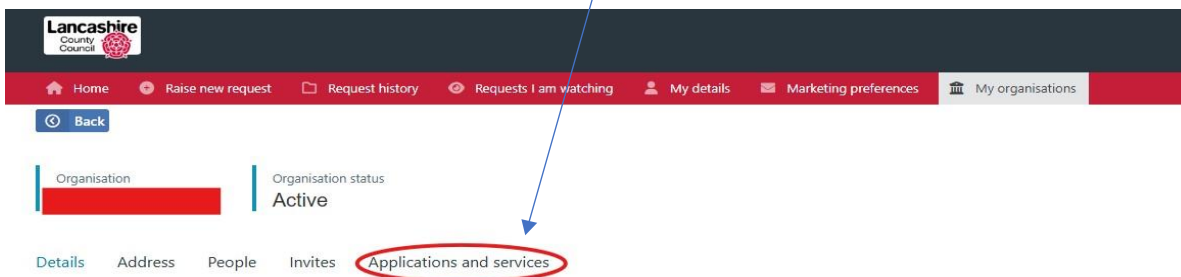 Lancashire
County
Council
Home Raise new request Request history Requests I am watching My details Marketing preferences My organisations
Back
Organisation Organisation status
Active
Details Address People Invites Applications and services